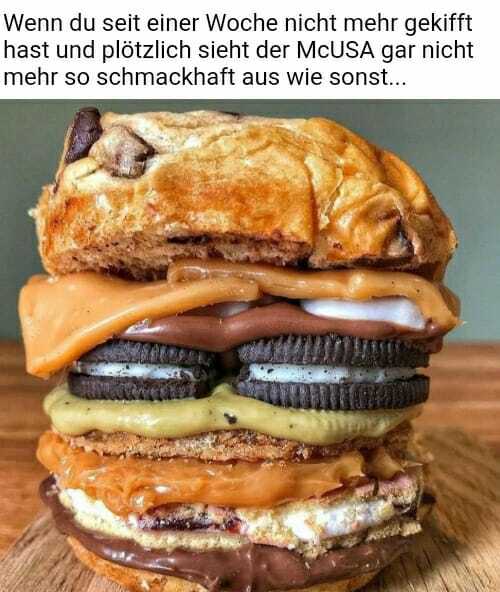 Wenn du seit einer Woche nicht mehr gekifft
hast und plötzlich sieht der McUSA gar nicht
mehr so schmackhaft aus wie sonst...